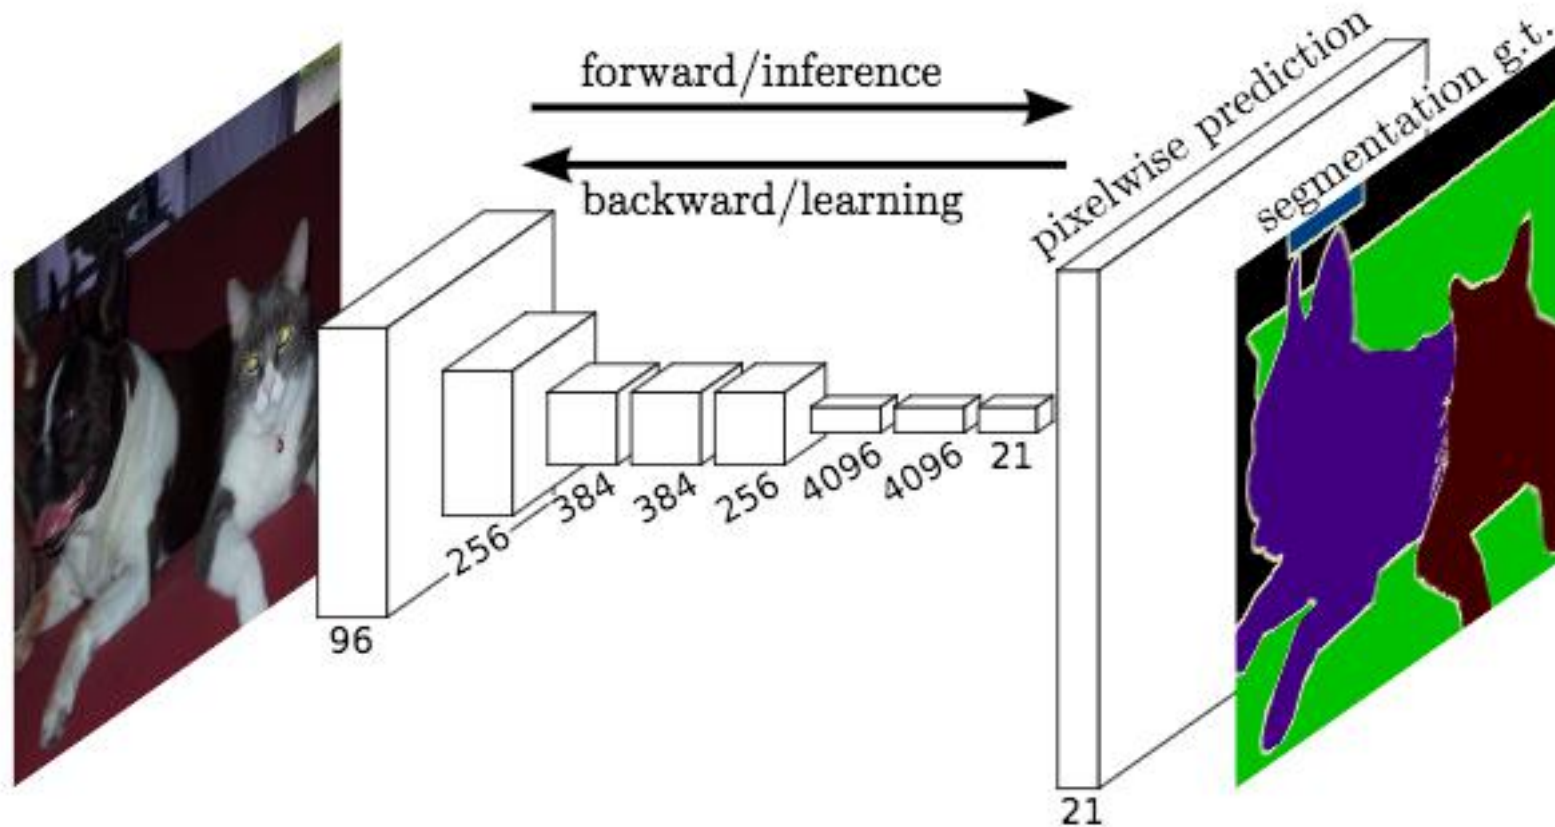 forward/inference
backward/learning
pixelwise prediction
segmentation g.t.
96
256
384
384
256
4096
4096
21
21